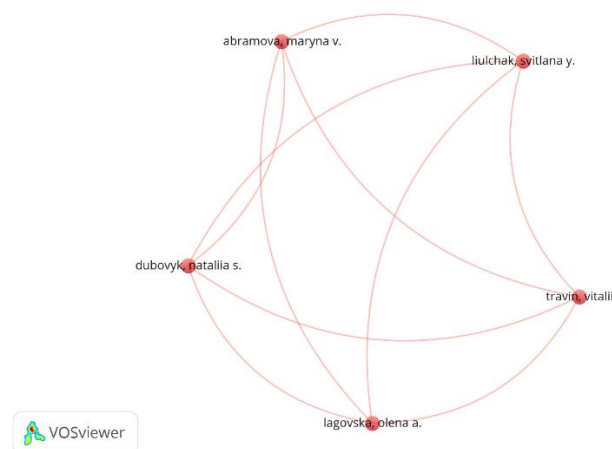 abramova, maryna v.
liulchak, svitlana y.
dubovyk, nataliia s.
travin, vitalii
lagovska, olena a.
VOSviewer